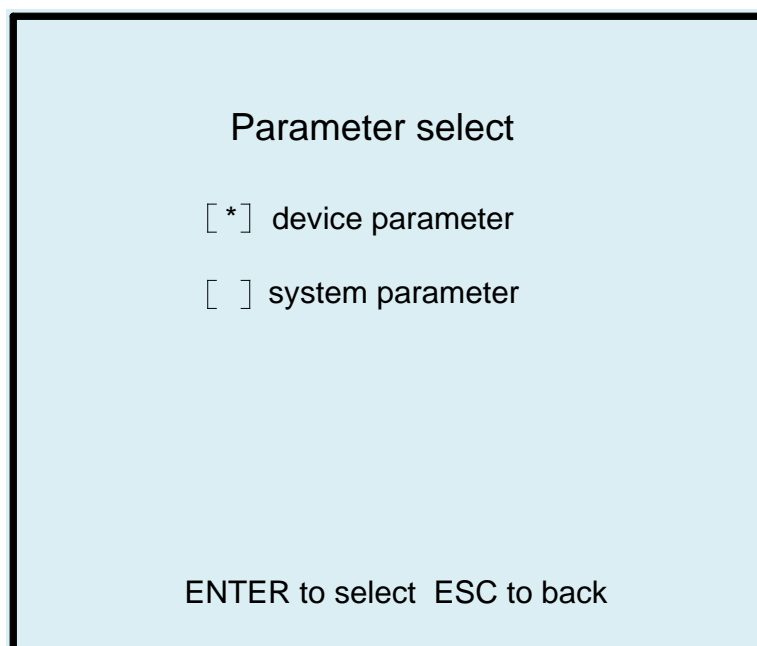 Parameter select
[ *] device parameter
[  ] system parameter
ENTER to select  ESC to back